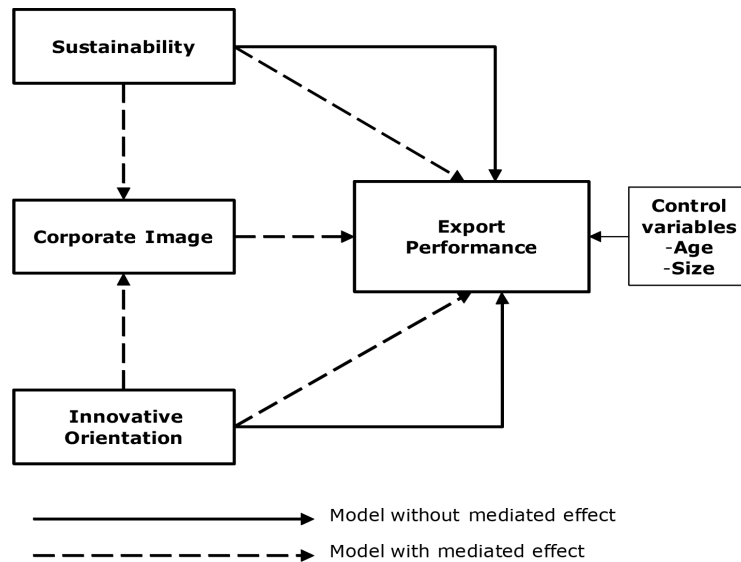 Sustainability
Corporate Image
Export
Performance
Control
variables
-Age
-Size
Innovative
Orientation
Model without mediated effect
Model with mediated effect